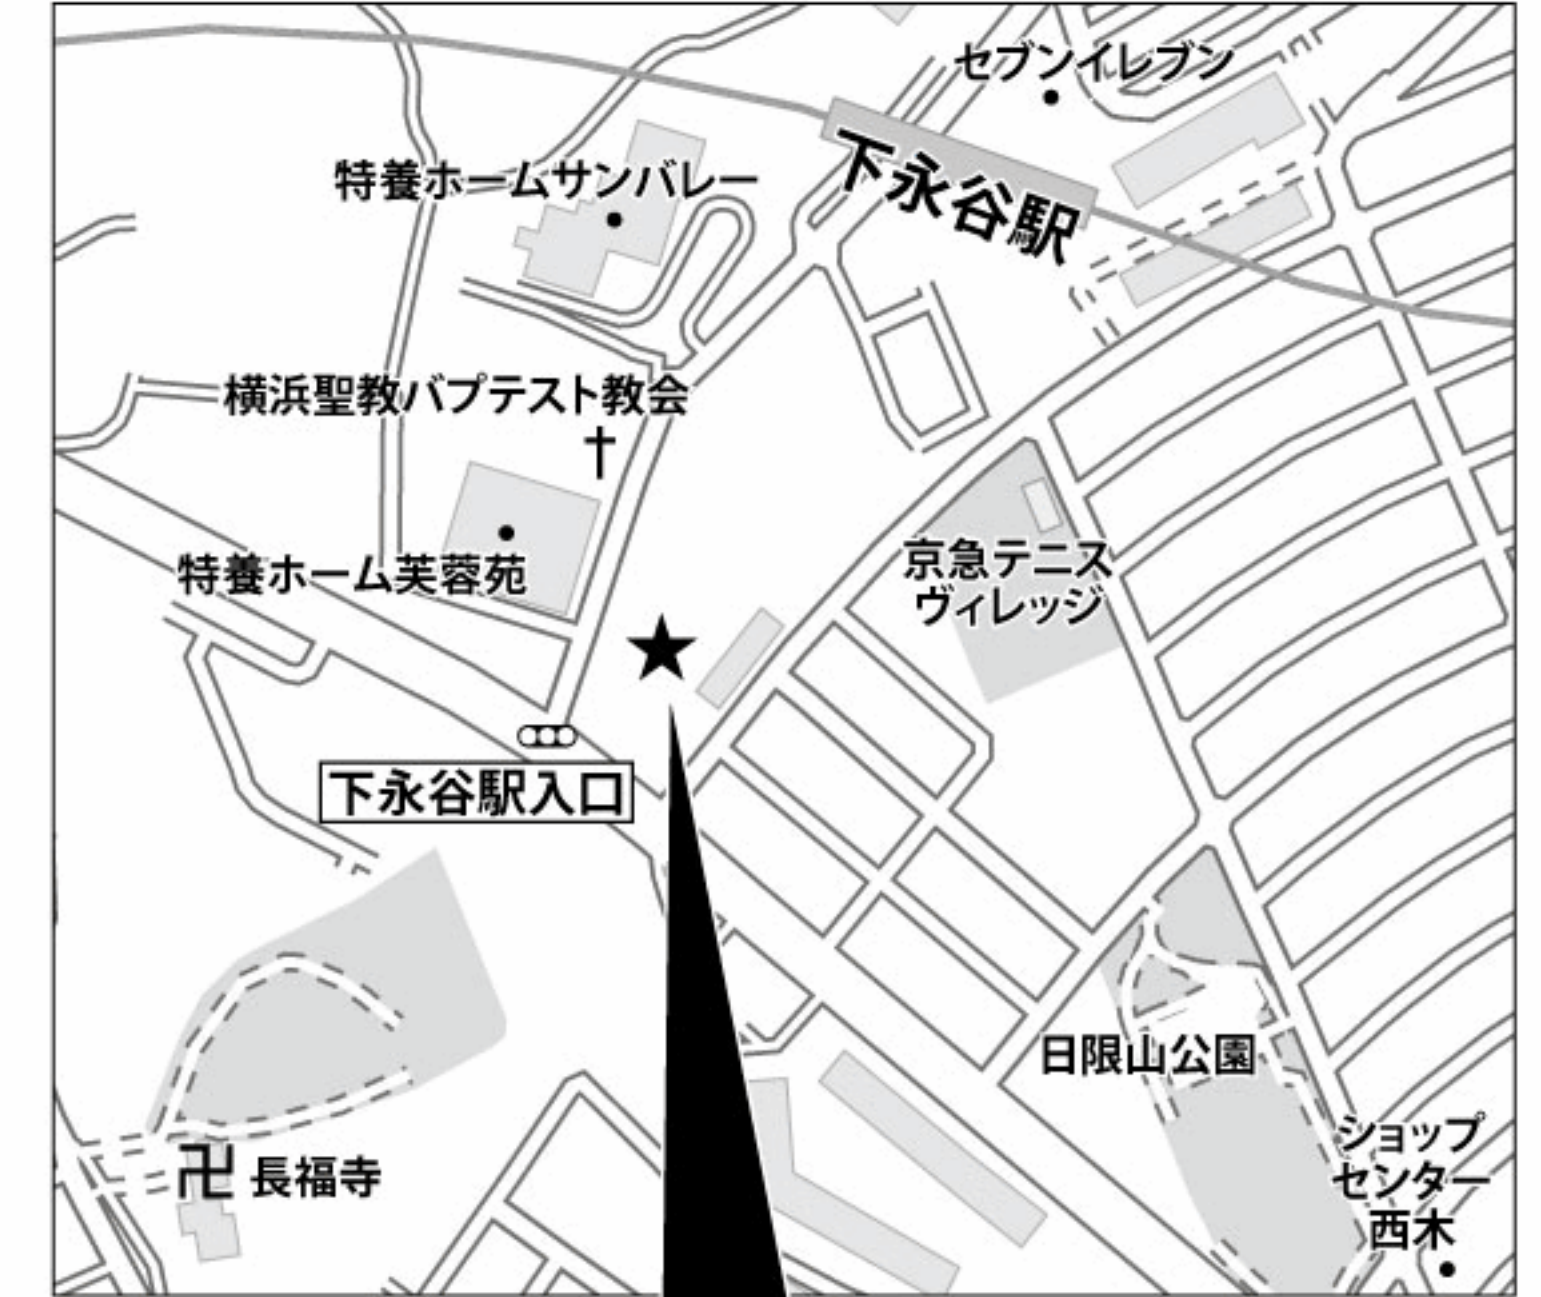 セブンイレブン
下永谷駅
特養ホームサンバレー
横浜聖教バプテスト教会
特養ホーム芙蓉苑
京急テニス
ヴィレッジ
下永谷駅入口
日限山公園
ショップ
センター
西木
卍 長福寺